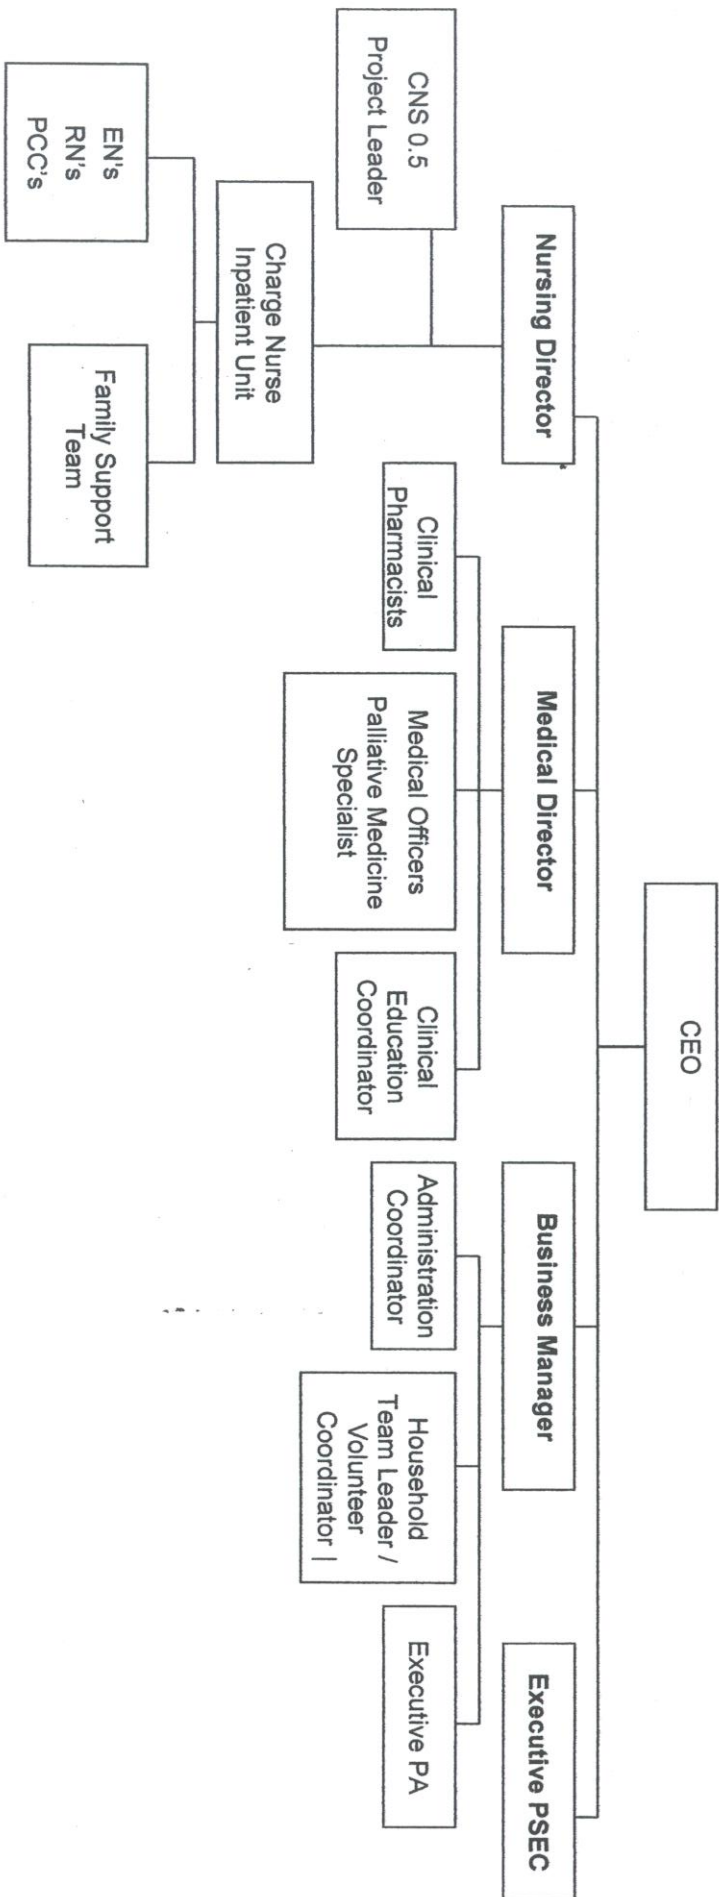 CEO
Nursing Director
Medical Director
Business Manager
Executive PSEC
CNS 0.5
Project Leader
Charge Nurse
Inpatient Unit
EN's
RN's
PCC's
Family Support
Team
Clinical
Pharmacists
Medical Officers
Palliative Medicine
Specialist
Clinical
Education
Coordinator
Administration
Coordinator
Household
Team Leader /
Volunteer
Coordinator |
Executive PA